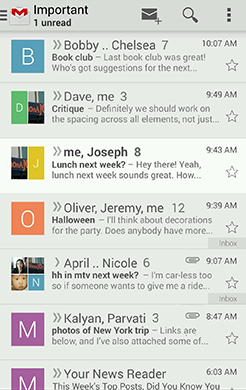 Important
1 unread
B
Bobby .. Chelsea 7 10:07 AM
Book club – Last book club was great!
Who's got suggestions for the next...
Dave, me 3 9:49 AM
Critique – Definitely we should work on
the spacing across all elements, not just...
D
J
me, Joseph 8 9:43 AM
Lunch next week? – Hey there! Yeah,
lunch next week sounds great. How...
O
Oliver, Jeremy, me 12 9:39 AM
Halloween – I'll think about decorations
for the party. Does anybody have more...
Inbox
April .. Nicole 6 9:29 AM
hh in mtv next week? – I'm car-less too
so if someone wants to give me a ride...
N
Inbox
M
Kalyan, Parvati 3 8:47 AM
photos of New York trip – Links are
below, and I've also attached some of...
M
Your News Reader 6:03 AM
This Week's Top Posts, Did You Know You